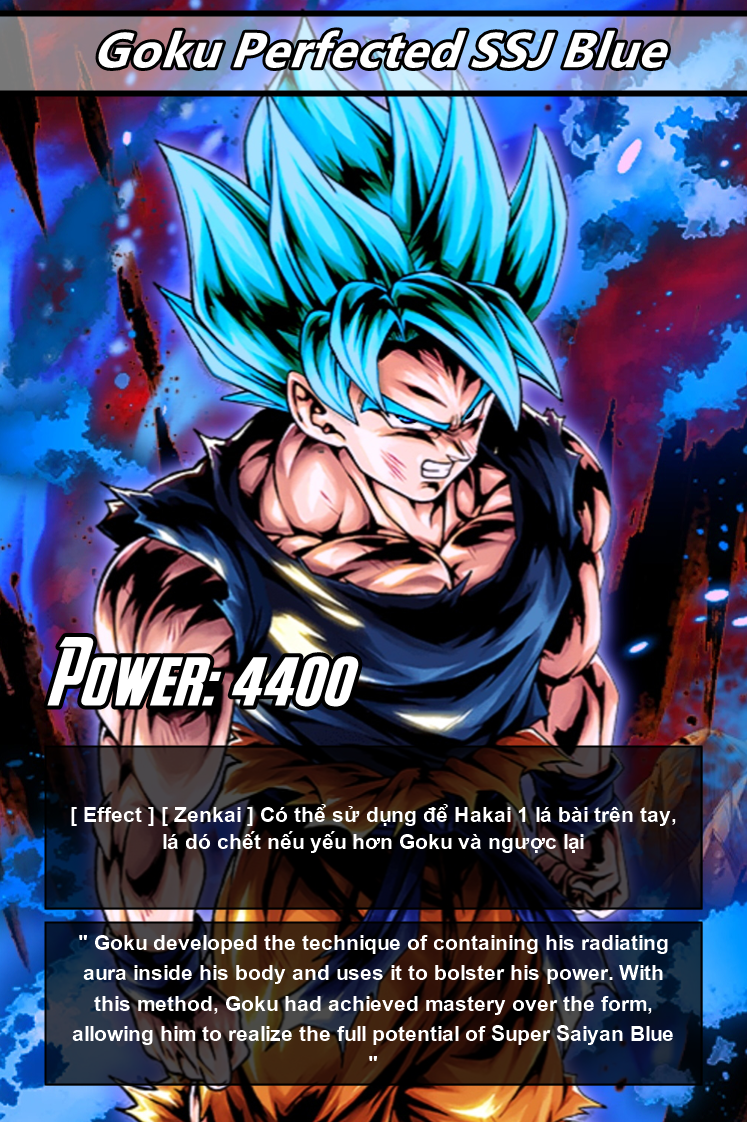 Goku Perfected SSJ Blue
Power: 4400
[ Effect ] [ Zenkai ] Có thể sử dụng để Hakai 1 lá bài trên tay,
lá dó chết nếu yếu hơn Goku và ngược lại
" Goku developed the technique of containing his radiating
aura inside his body and uses it to bolster his power. With
this method, Goku had achieved mastery over the form,
allowing him to realize the full potential of Super Saiyan Blue
"